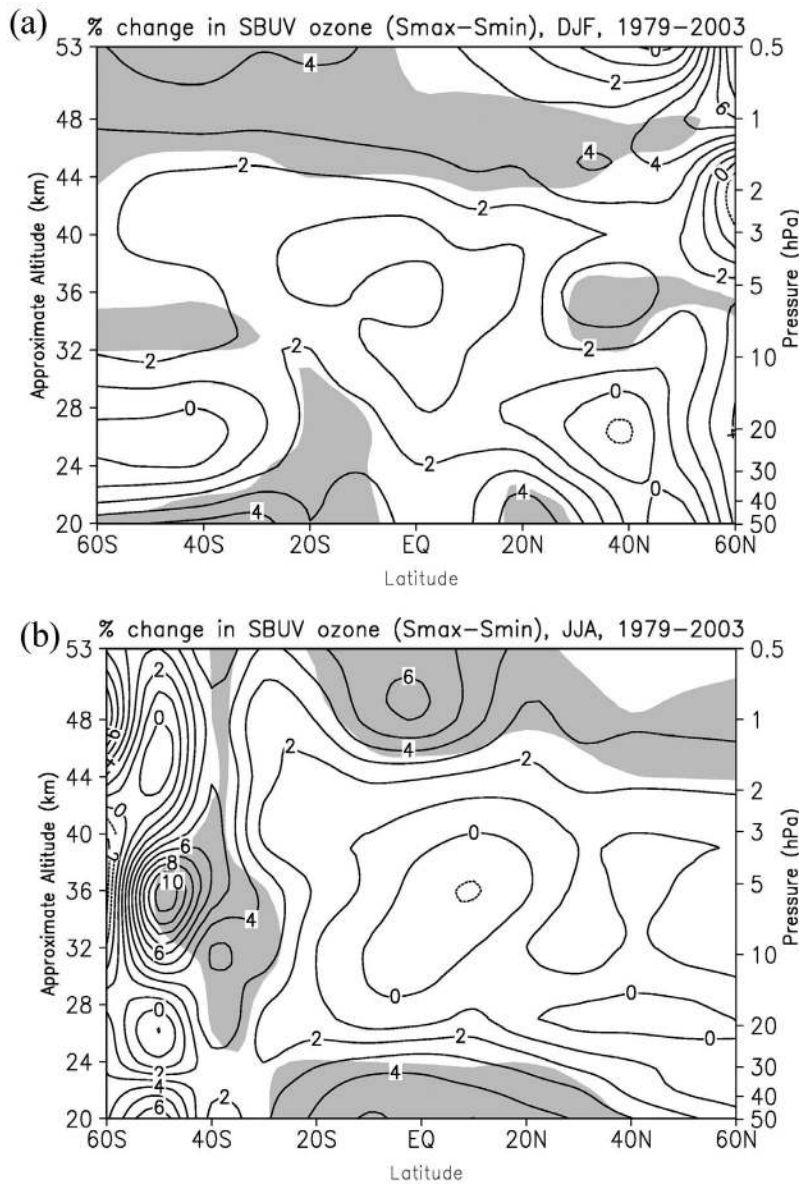 (a) % change in SBUV ozone (Smax-Smin), DJF, 1979-2003
53 0.5
48 1
44 2
40 3
36 5
32 10
28 20
24 30
40
20 50
Approximate Altitude (km)
Pressure (hPa)
60S 40S 20S EQ 20N 40N 60N
Latitude
4 0 2 6 4 4 2 2 0 2 2 2 2 0 0 2 4 4 0
(b) % change in SBUV ozone (Smax-Smin), JJA, 1979-2003
53 0.5
48 1
44 2
40 3
36 5
32 10
28 20
24 30
40
20 50
Approximate Altitude (km)
Pressure (hPa)
60S 40S 20S EQ 20N 40N 60N
Latitude
2 6 0 2 4 2 0 6 0 8 10 4 6 0 0 0 2 2 2 4 4 6 2